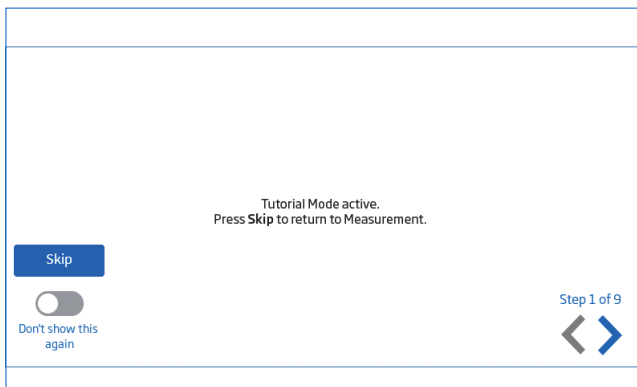 Tutorial Mode active.
Press Skip to return to Measurement.
Skip
Don't show this
again
Step 1 of 9